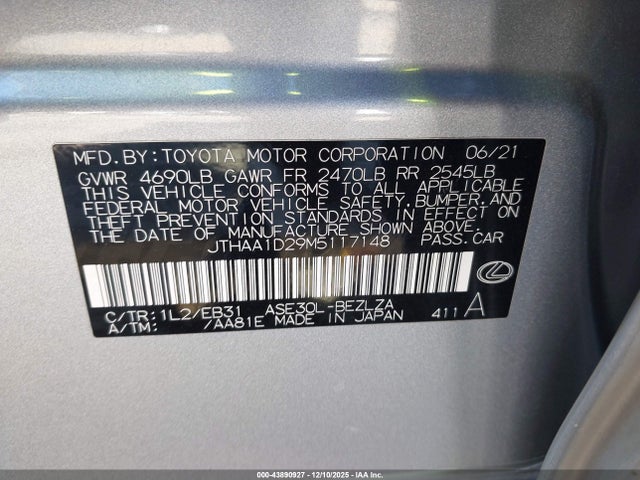 MFD.BY:TOYOTA MOTOR CORPORATION 06/21
GVWR 4690LB GAWR FR 2470LB RR 2545LB
THIS VEHICLE CONFORMS TO ALL APPLICABLE
FEDERAL MOTOR VEHICLE SAFETY,BUMPER,AND
THEFT PREVENTION STANDARDS IN EFFECT ON
THE DATE OF MANUFACTURE SHOWN ABOVE.
JTHAA1D29M5117148 PASS.CAR
C/TR:1L2/EB31 ASE30L-BEZLZA
A/TM: /AA81E MADE IN JAPAN 411A
000-43890927 - 12/10/2025 - IAA Inc.